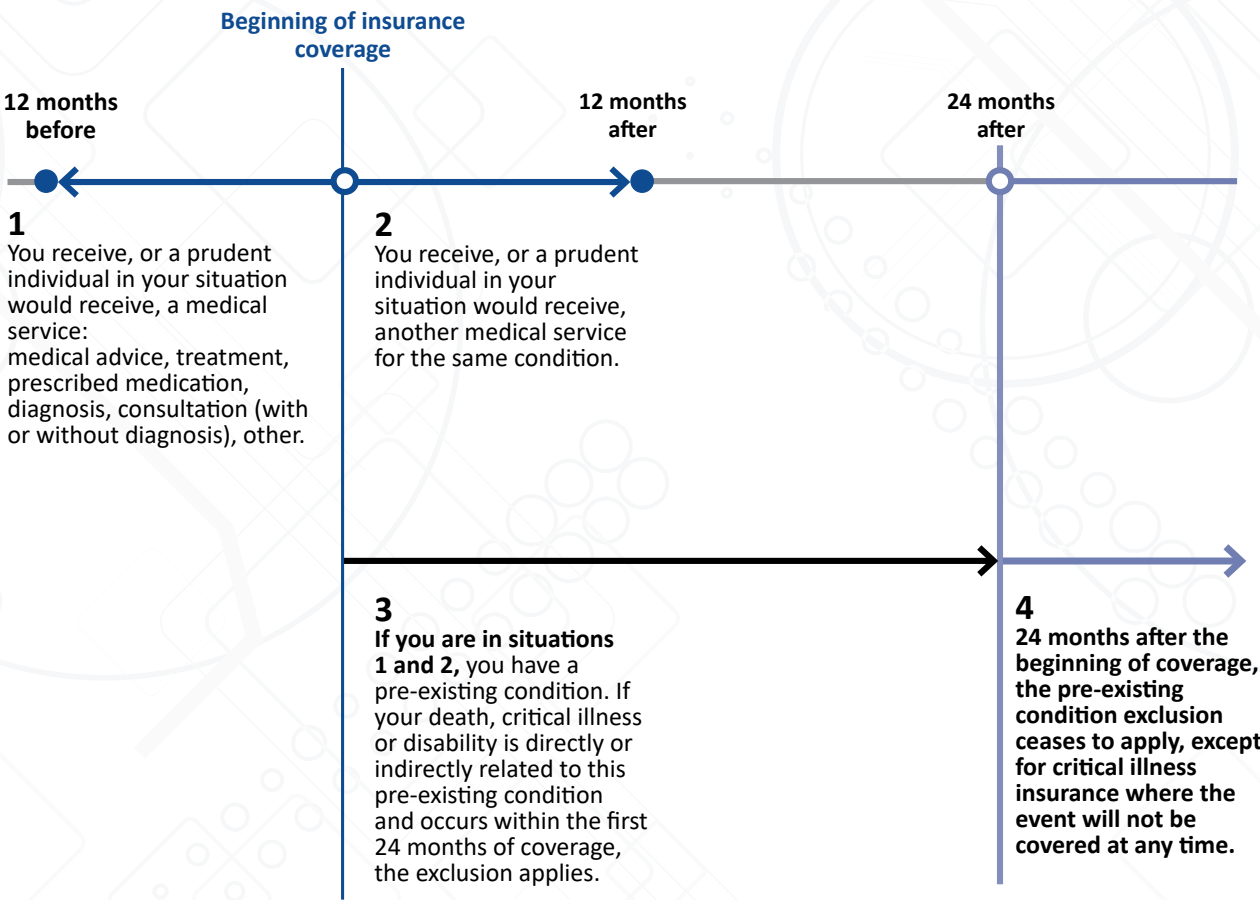 Beginning of insurance
coverage
12 months
before
12 months
after
24 months
after
1
You receive, or a prudent
individual in your situation
would receive, a medical
service:
medical advice, treatment,
prescribed medication,
diagnosis, consultation (with
or without diagnosis), other.
2
You receive, or a prudent
individual in your
situation would receive,
another medical service
for the same condition.
3
If you are in situations
1 and 2, you have a
pre-existing condition. If
your death, critical illness
or disability is directly or
indirectly related to this
pre-existing condition
and occurs within the first
24 months of coverage,
the exclusion applies.
4
24 months after the
beginning of coverage,
the pre-existing
condition exclusion
ceases to apply, except
for critical illness
insurance where the
event will not be
covered at any time.